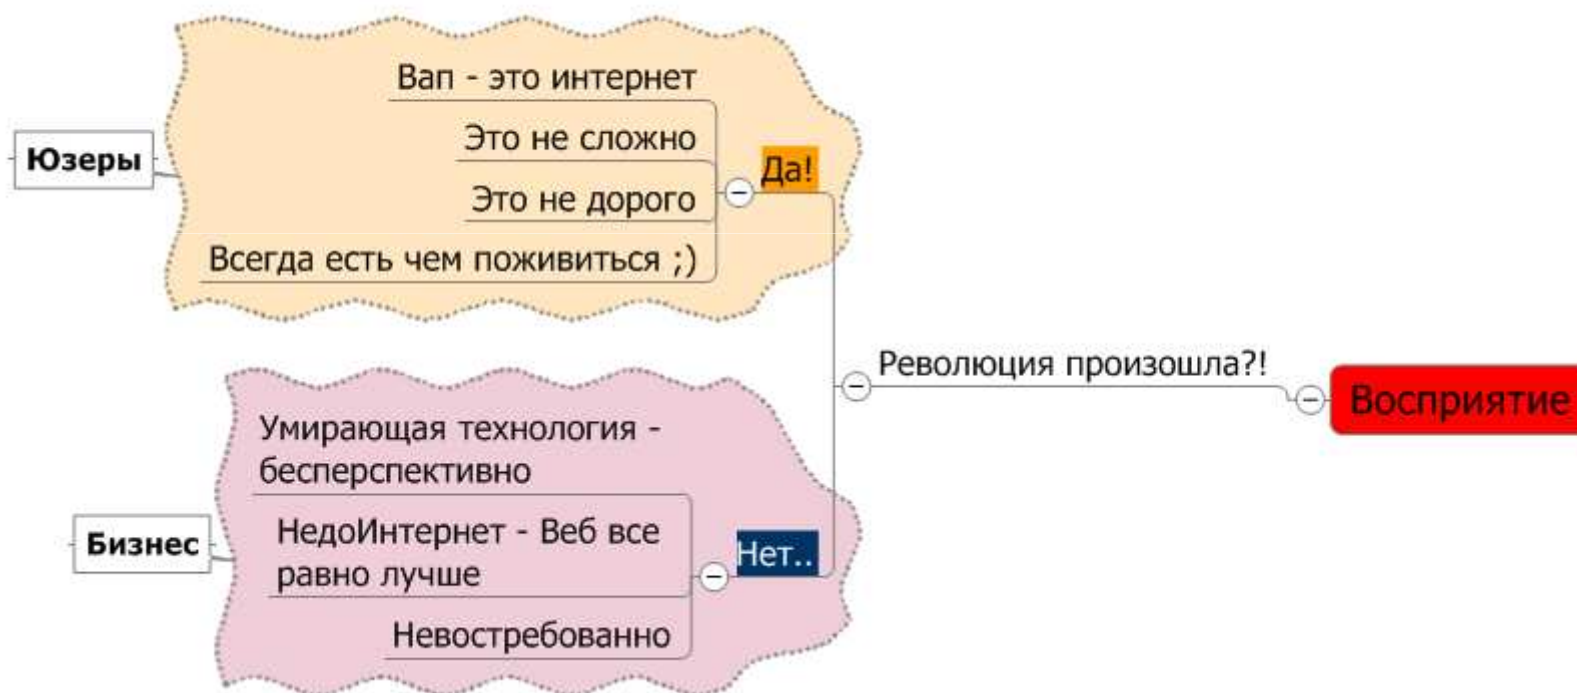 Вап - это интернет
Это не сложно
Юзеры
Да!
Это не дорого
Всегда есть чем поживиться ;)
Революция произошла?!
Восприятие
Умирающая технология -
бесперспективно
НедоИнтернет - Веб все
равно лучше
Бизнес
Нет..
Невостребованно